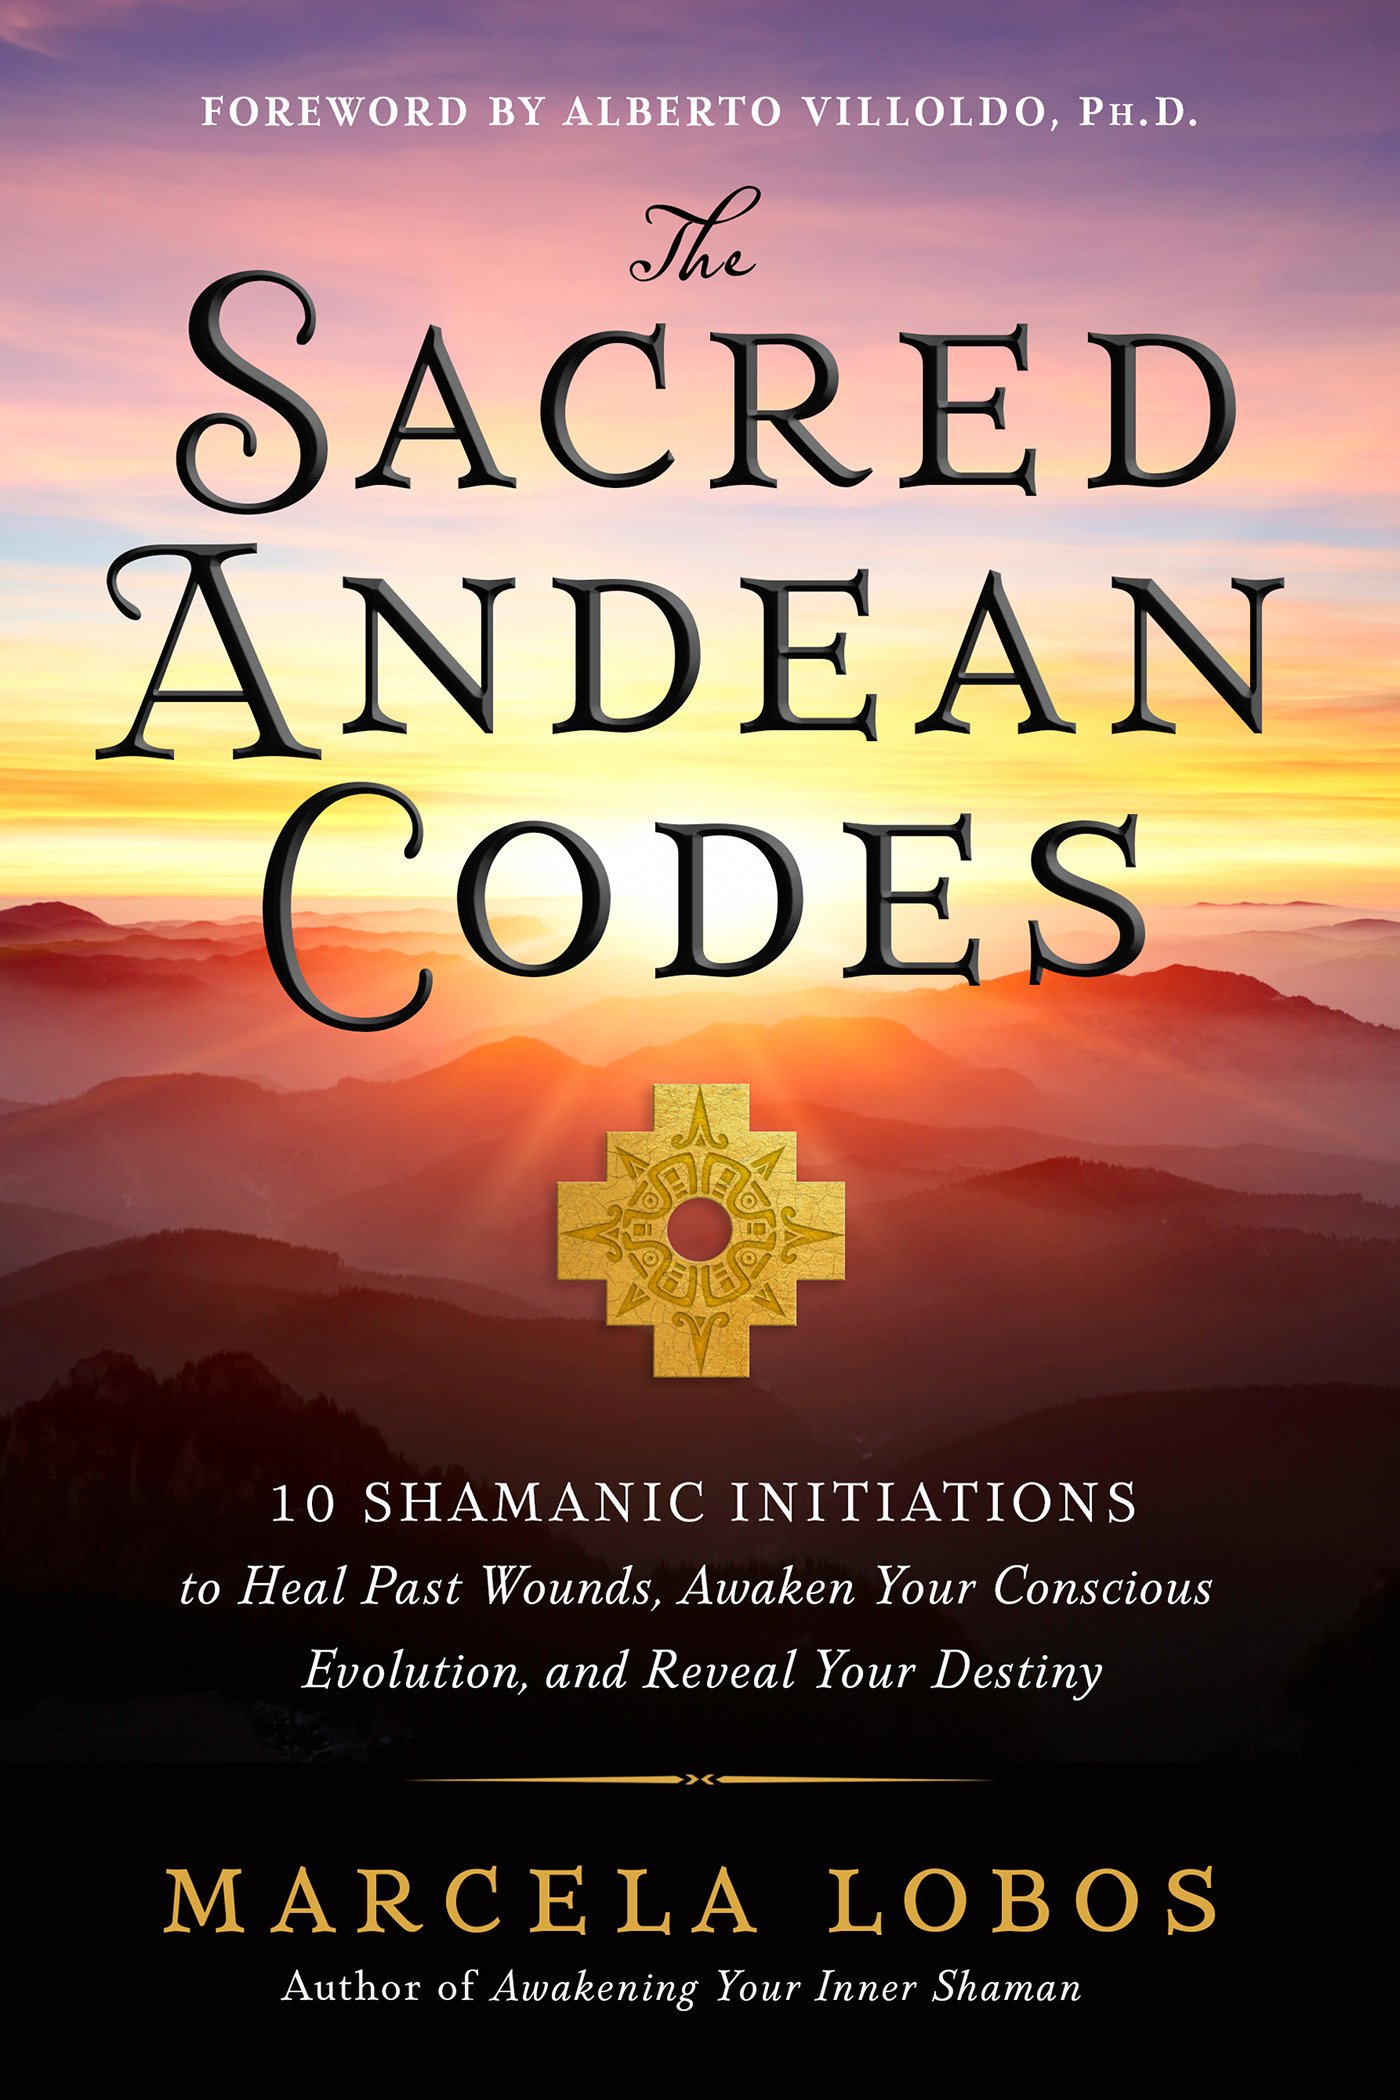 FOREWORD BY ALBERTO VILLOLDO, PH.D.
The
SACRED
ANDEAN
CODES
10 SHAMANIC INITIATIONS
to Heal Past Wounds, Awaken Your Conscious
Evolution, and Reveal Your Destiny
MARCELA LOBOS
Author of Awakening Your Inner Shaman